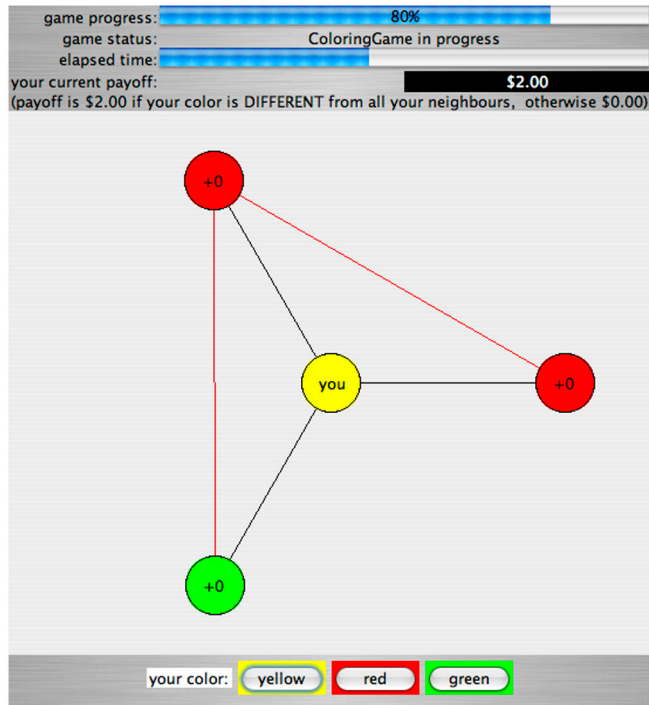 game progress: 80%
game status: ColoringGame in progress
elapsed time:
your current payoff: $2.00
(payoff is $2.00 if your color is DIFFERENT from all your neighbours, otherwise $0.00)
+0
you
+0
+0
your color: yellow red green